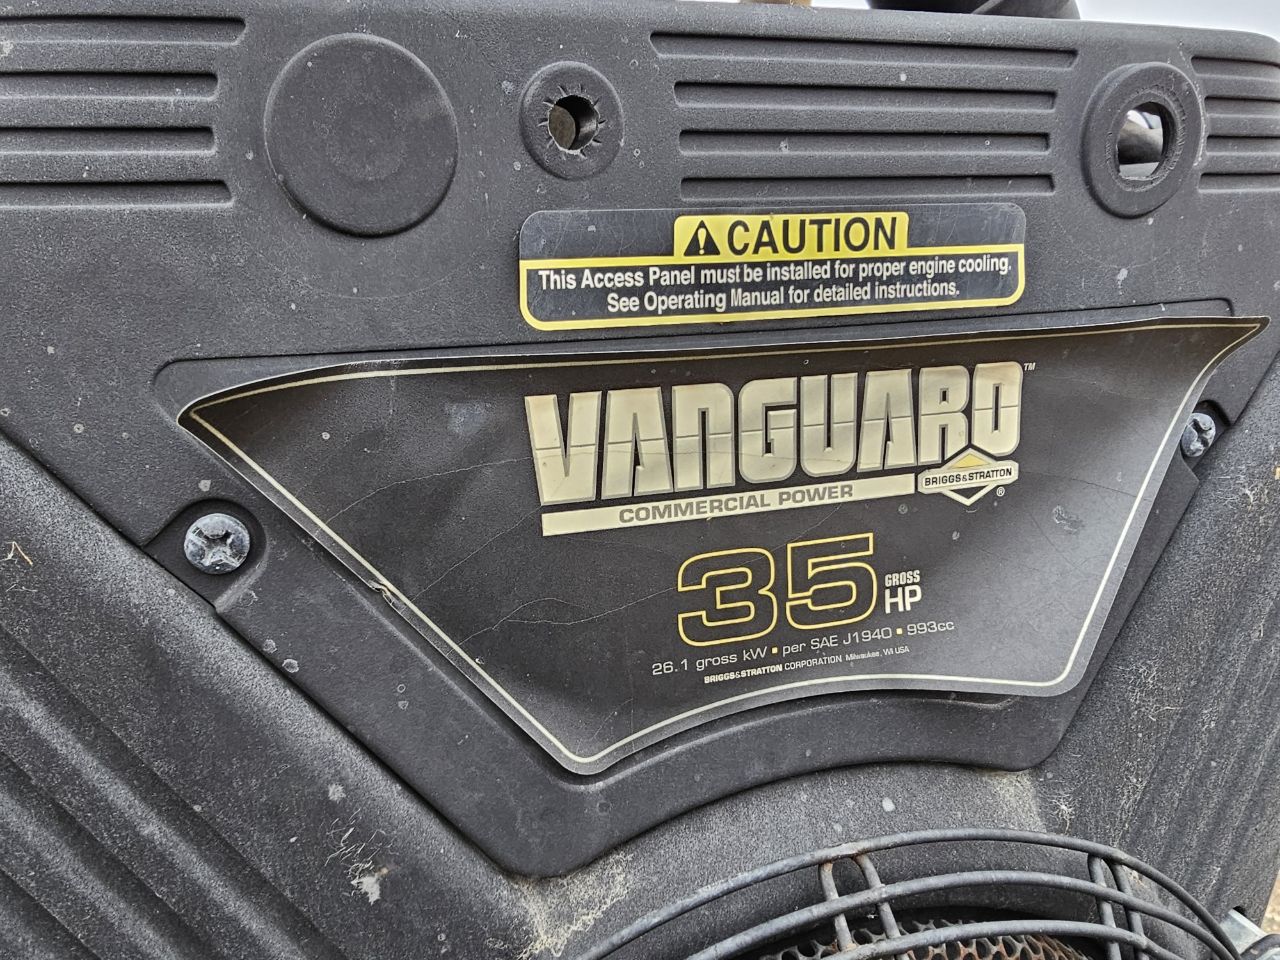 CAUTION
This Access Panel must be installed for proper engine cooling.
See Operating Manual for detailed instructions.
VANGUARD™
BRIGGS&STRATTON®
COMMERCIAL POWER
35 GROSS HP
26.1 gross kW • per SAE J1940 • 993cc
BRIGGS&STRATTON CORPORATION Milwaukee, WI USA